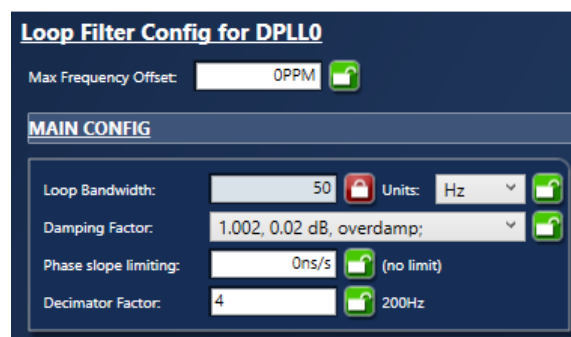 Loop Filter Config for DPLL0
Max Frequency Offset: 0PPM
MAIN CONFIG
Loop Bandwidth: 50 Units: Hz
Damping Factor: 1.002, 0.02 dB, overdamp;
Phase slope limiting: 0ns/s (no limit)
Decimator Factor: 4 200Hz